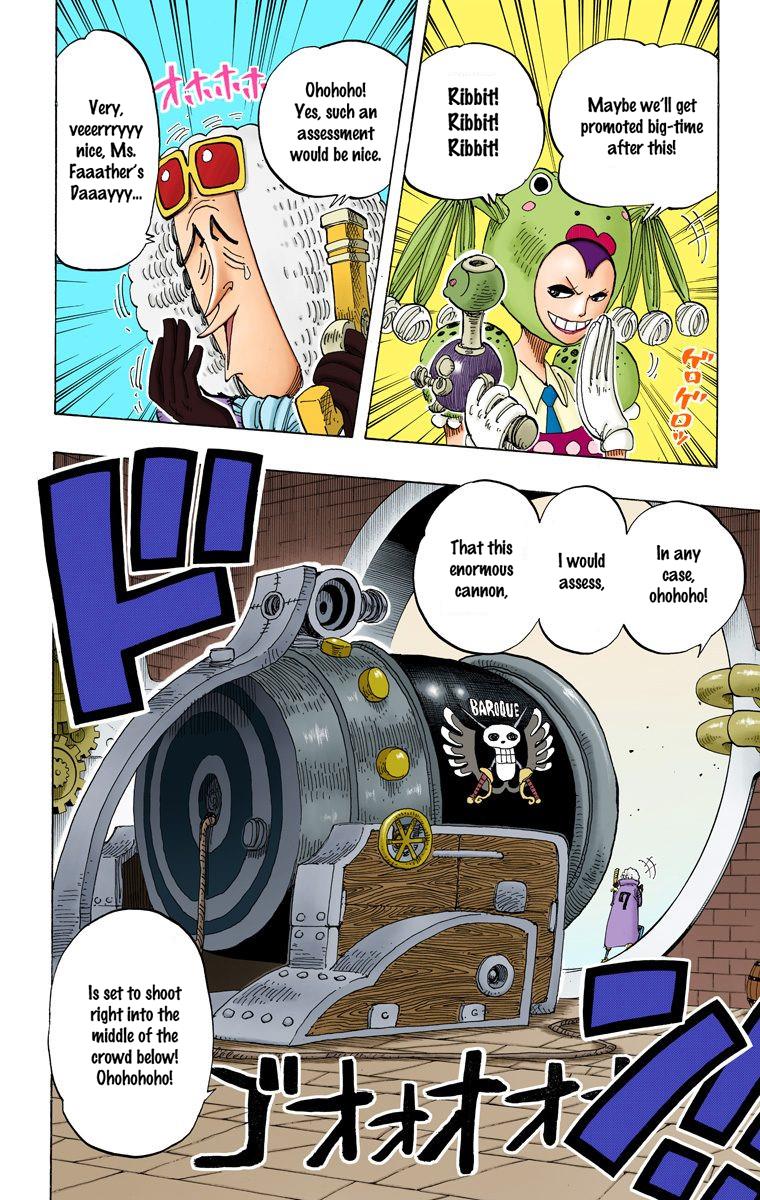 Maybe we'll get
promoted big-time
after this!
Ribbit!
Ribbit!
Ribbit!
ゲロゲロッ
Ohohoho!
Yes, such an
assessment
would be nice.
オホホホホ
Very,
veeerrryyy
nice, Ms.
Faaather's
Daaayyy...
In any
case,
ohohoho!
I would
assess,
That this
enormous
cannon,
ドン!!
BAROQUE
7
Is set to shoot
right into the
middle of the
crowd below!
Ohohohoho!
ゴオオオオオ